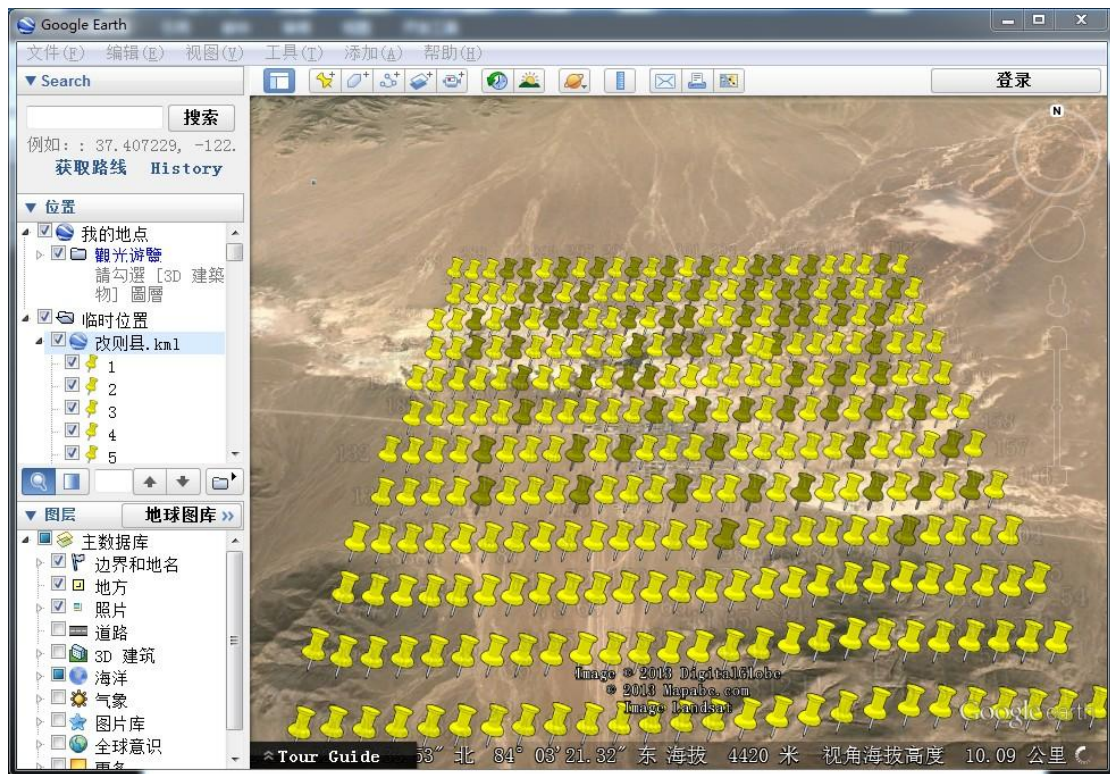 Google Earth
文件(F) 编辑(E) 视图(V) 工具(T) 添加(A) 帮助(H)
Search
登录
搜索
例如：: 37.407229, -122.
获取路线 History
N
位置
我的地点
觀光游覽
請勾選 [3D 建築
物] 圖層
临时位置
改则县.kml
1
2
3
4
5
图层
地球图库 »
主数据库
边界和地名
地方
照片
道路
3D 建筑
海洋
气象
图片库
全球意识
更多
Image © 2013 DigitalGlobe
© 2013 Mapabc.com
Image Landsat
Google earth
Tour Guide
53" 北 84° 03'21.32" 东 海拔 4420 米 视角海拔高度 10.09 公里